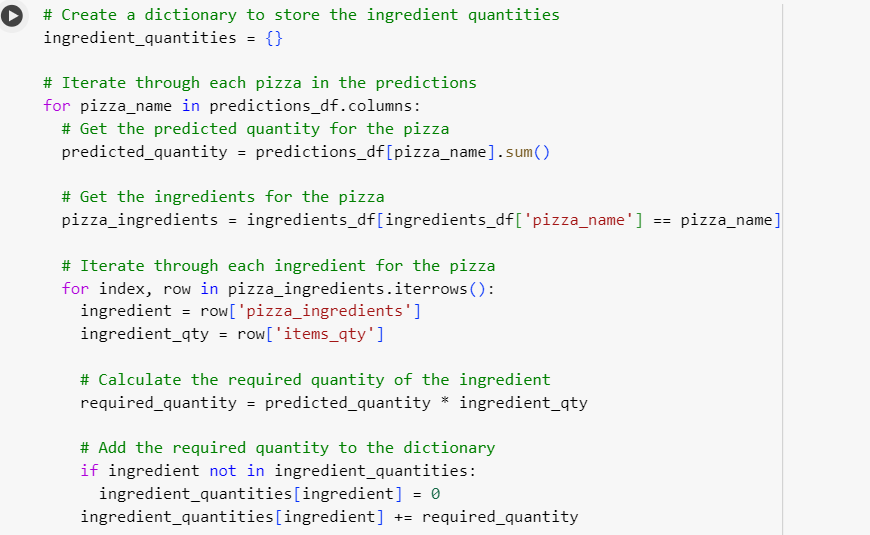 # Create a dictionary to store the ingredient quantities
ingredient_quantities = {}
# Iterate through each pizza in the predictions
for pizza_name in predictions_df.columns:
# Get the predicted quantity for the pizza
predicted_quantity = predictions_df[pizza_name].sum()
# Get the ingredients for the pizza
pizza_ingredients = ingredients_df[ingredients_df['pizza_name'] == pizza_name]
# Iterate through each ingredient for the pizza
for index, row in pizza_ingredients.iterrows():
ingredient = row['pizza_ingredients']
ingredient_qty = row['items_qty']
# Calculate the required quantity of the ingredient
required_quantity = predicted_quantity * ingredient_qty
# Add the required quantity to the dictionary
if ingredient not in ingredient_quantities:
ingredient_quantities[ingredient] = 0
ingredient_quantities[ingredient] += required_quantity